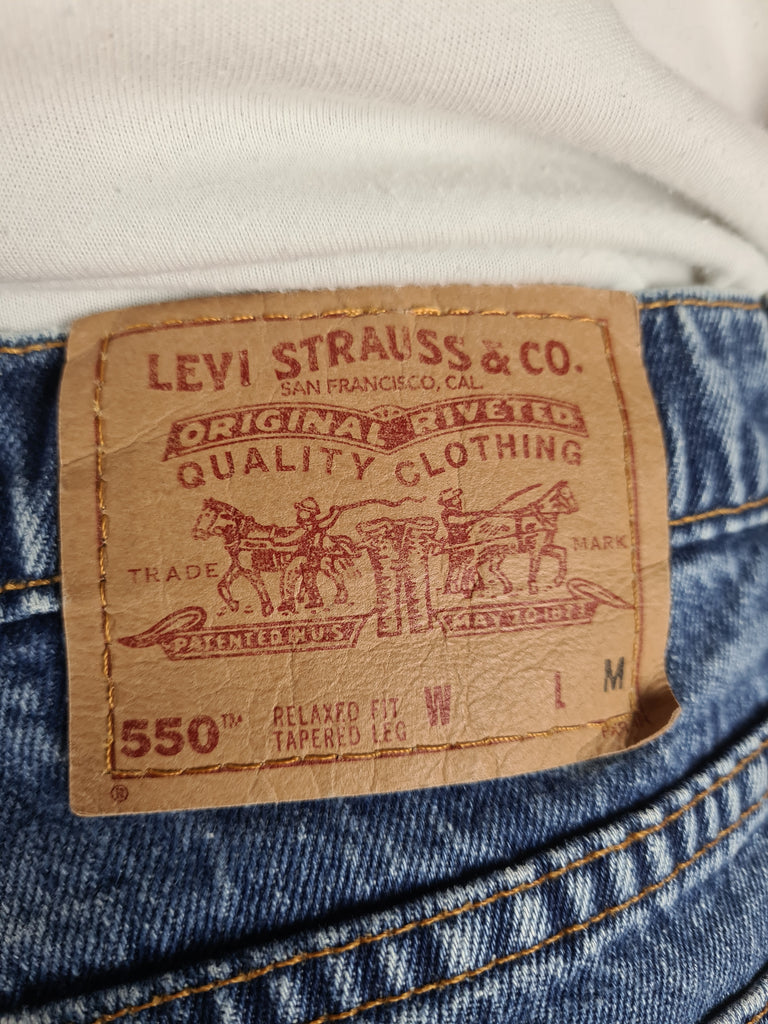 LEVI STRAUSS & CO.
SAN FRANCISCO, CAL.
ORIGINAL RIVETED
QUALITY CLOTHING
TRADE MARK
PATENTED IN U.S. MAY 20 1873
550™ RELAXED FIT W L M
TAPERED LEG
®